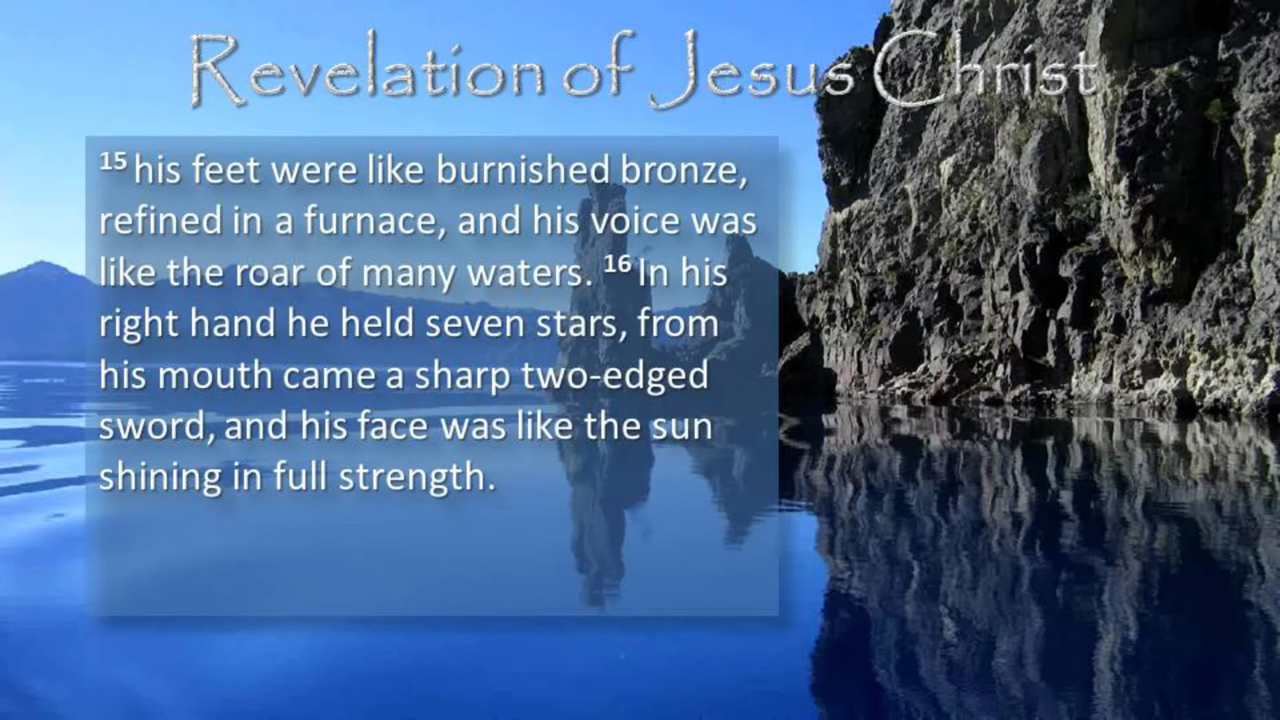 Revelation of Jesus Christ
15 his feet were like burnished bronze,
refined in a furnace, and his voice was
like the roar of many waters. 16 In his
right hand he held seven stars, from
his mouth came a sharp two-edged
sword, and his face was like the sun
shining in full strength.